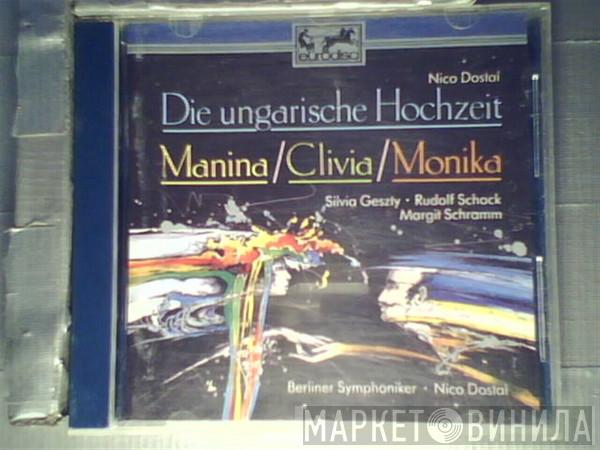 eurodisc
Nico Dostal
Die ungarische Hochzeit
Manina/Clivia/Monika
Silvia Geszty · Rudolf Schock
Margit Schramm
Berliner Symphoniker · Nico Dostal
МАРКЕТ ВИНИЛА